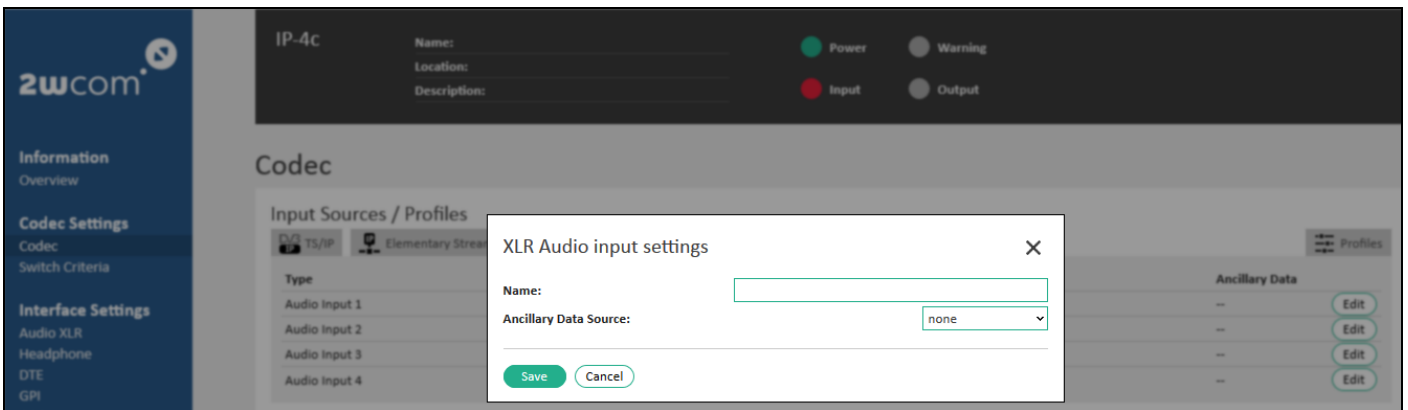 2wcom
IP-4c
Name:
Location:
Description:
Power
Warning
Input
Output
Information
Overview
Codec Settings
Codec
Switch Criteria
Interface Settings
Audio XLR
Headphone
DTE
GPI
Codec
Input Sources / Profiles
TS/IP
Elementary Strea
Profiles
Type
Ancillary Data
Audio Input 1
--
Edit
Audio Input 2
--
Edit
Audio Input 3
--
Edit
Audio Input 4
--
Edit
XLR Audio input settings
Name:
Ancillary Data Source:
none
Save
Cancel